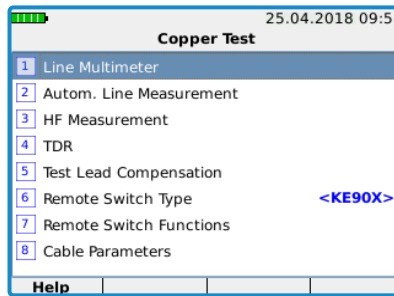 25.04.2018 09:5
Copper Test
1 Line Multimeter
2 Autom. Line Measurement
3 HF Measurement
4 TDR
5 Test Lead Compensation
6 Remote Switch Type <KE90X>
7 Remote Switch Functions
8 Cable Parameters
Help